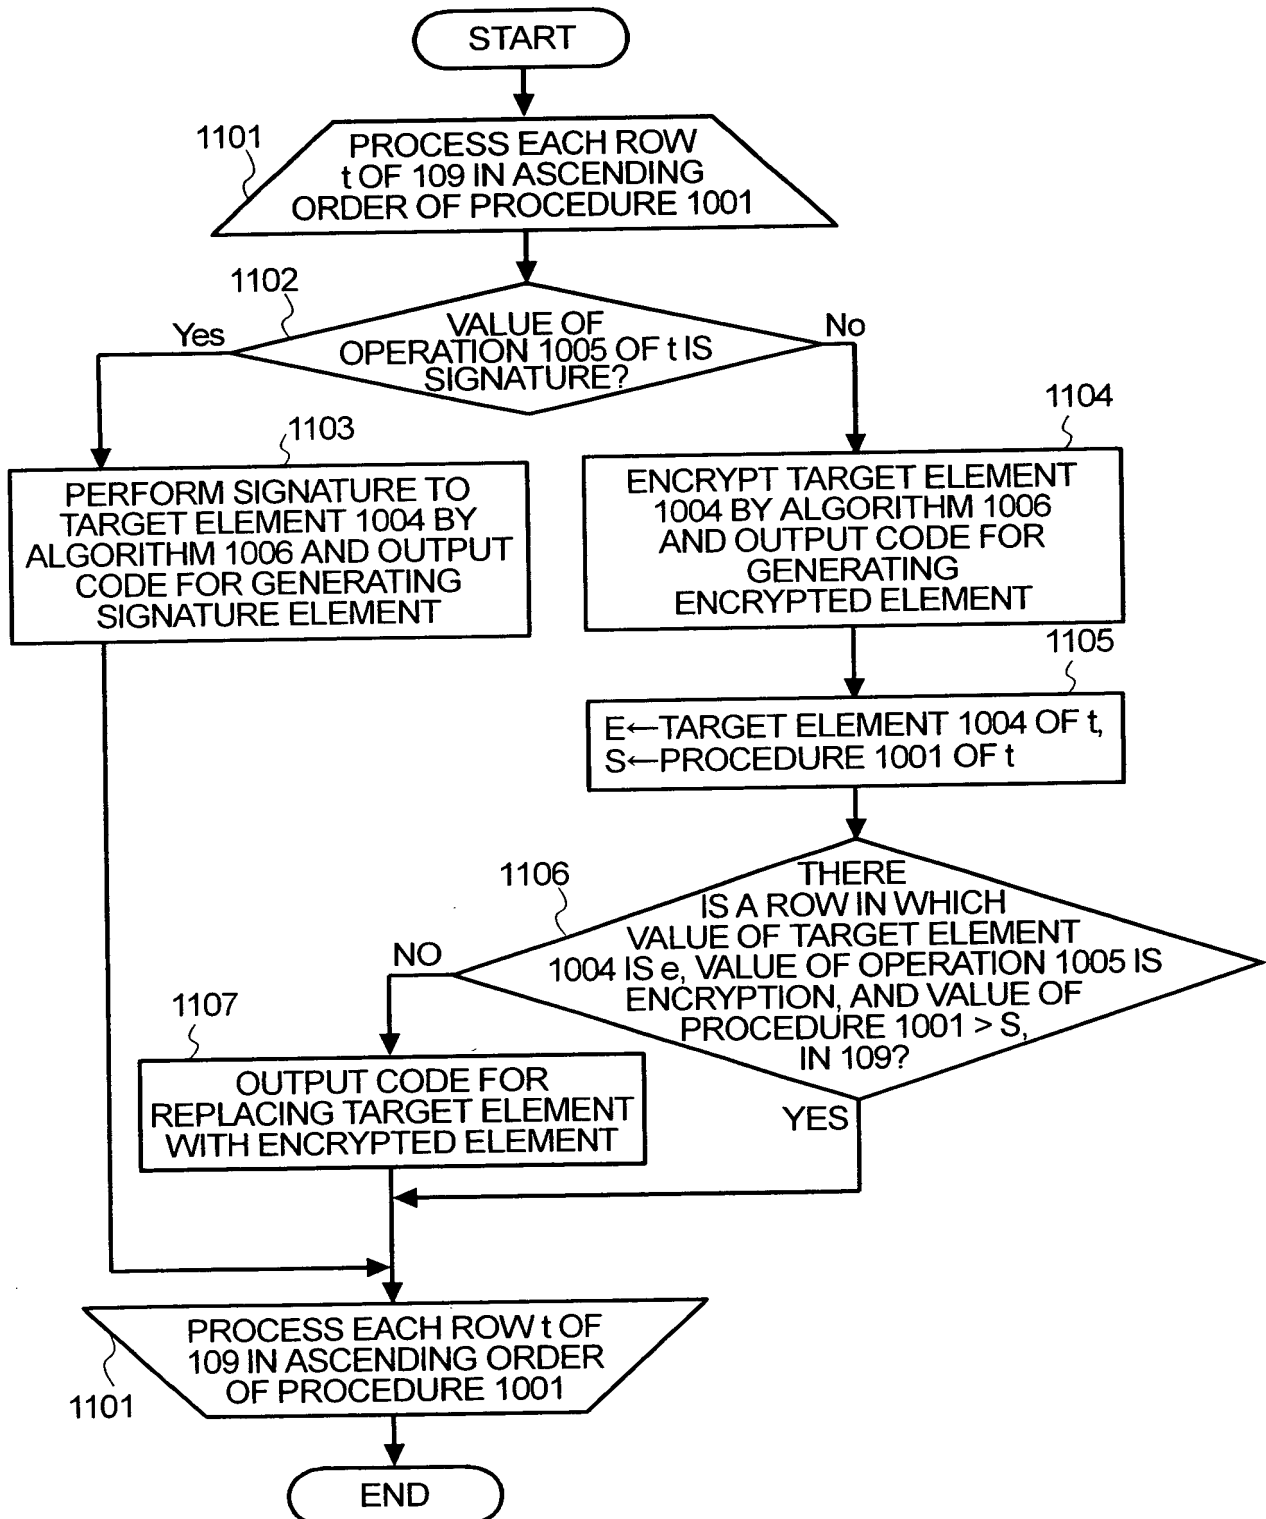 START
1101
PROCESS EACH ROW
t OF 109 IN ASCENDING
ORDER OF PROCEDURE 1001
1102
Yes
No
VALUE OF
OPERATION 1005 OF t IS
SIGNATURE?
1103
PERFORM SIGNATURE TO
TARGET ELEMENT 1004 BY
ALGORITHM 1006 AND OUTPUT
CODE FOR GENERATING
SIGNATURE ELEMENT
1104
ENCRYPT TARGET ELEMENT
1004 BY ALGORITHM 1006
AND OUTPUT CODE FOR
GENERATING
ENCRYPTED ELEMENT
1105
E←TARGET ELEMENT 1004 OF t,
S←PROCEDURE 1001 OF t
1106
THERE
IS A ROW IN WHICH
VALUE OF TARGET ELEMENT
1004 IS e, VALUE OF OPERATION 1005 IS
ENCRYPTION, AND VALUE OF
PROCEDURE 1001 > S,
IN 109?
NO
YES
1107
OUTPUT CODE FOR
REPLACING TARGET ELEMENT
WITH ENCRYPTED ELEMENT
PROCESS EACH ROW t OF
109 IN ASCENDING ORDER
OF PROCEDURE 1001
1101
END